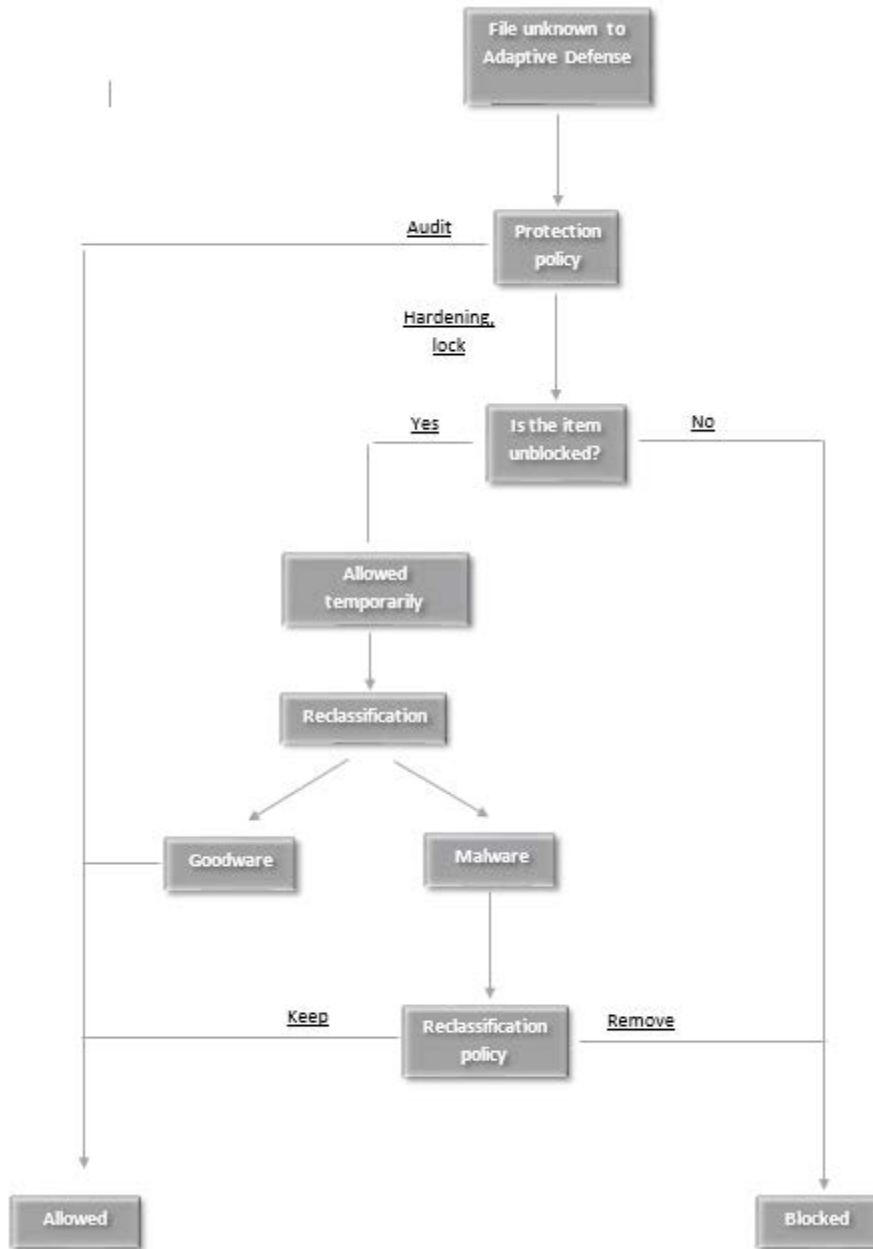 File unknown to
Adaptive Defense
Audit
Protection
policy
Hardening,
lock
Yes
Is the item
unblocked?
No
Allowed
temporarily
Reclassification
Goodware
Malware
Keep
Reclassification
policy
Remove
Allowed
Blocked